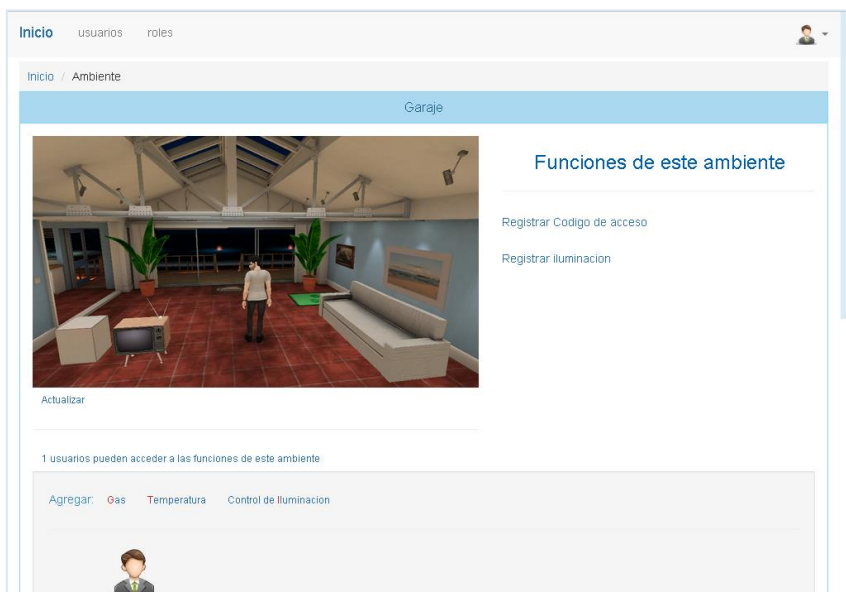 Inicio usuarios roles
Inicio / Ambiente
Garaje
Funciones de este ambiente
Registrar Codigo de acceso
Registrar iluminacion
Actualizar
1 usuarios pueden acceder a las funciones de este ambiente
Agregar: Gas Temperatura Control de Iluminacion